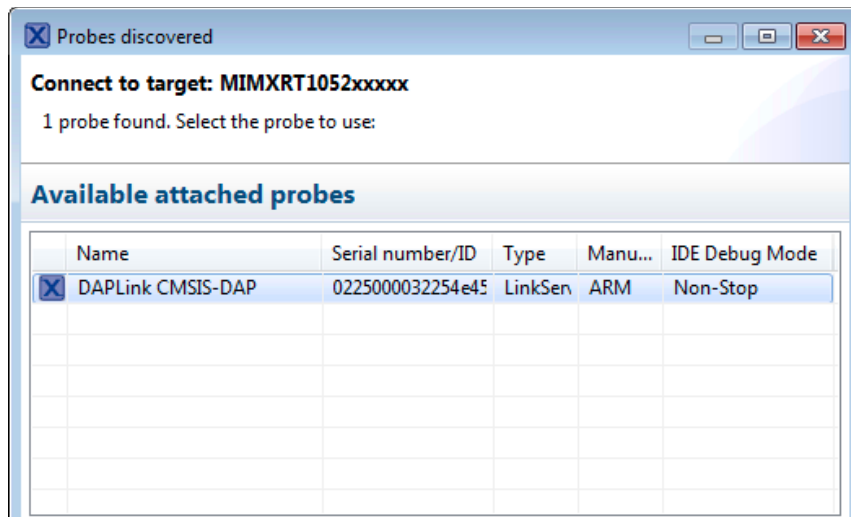 Probes discovered
Connect to target: MIMXRT1052xxxxx
1 probe found. Select the probe to use:
Available attached probes
Name Serial number/ID Type Manu... IDE Debug Mode
DAPLink CMSIS-DAP 0225000032254e45 LinkServ ARM Non-Stop